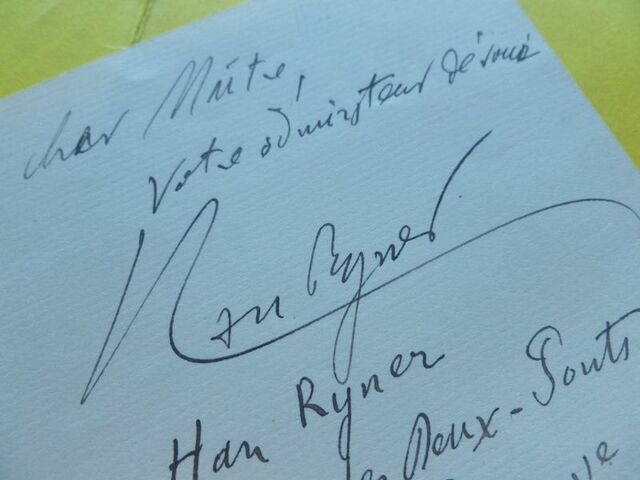 cher Maître,
Votre admirateur dévoué
Han Ryner
Han Ryner
Deux-Ponts